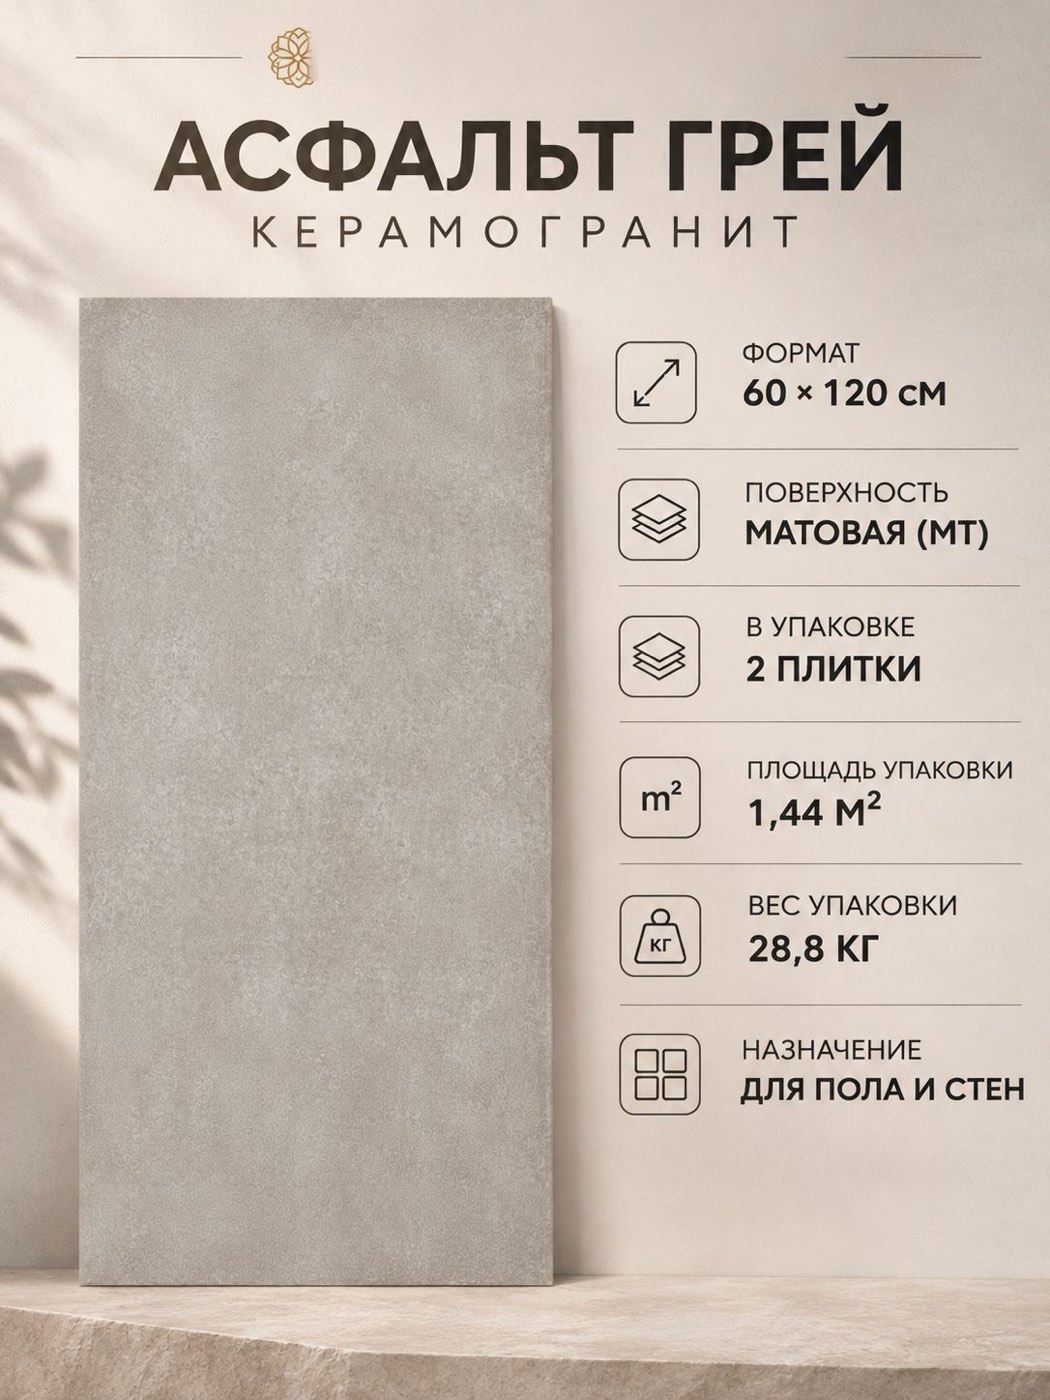 АСФАЛЬТ ГРЕЙ
КЕРАМОГРАНИТ
ФОРМАТ
60 × 120 см
ПОВЕРХНОСТЬ
МАТОВАЯ (МТ)
В УПАКОВКЕ
2 ПЛИТКИ
m²
ПЛОЩАДЬ УПАКОВКИ
1,44 М²
КГ
ВЕС УПАКОВКИ
28,8 КГ
НАЗНАЧЕНИЕ
ДЛЯ ПОЛА И СТЕН